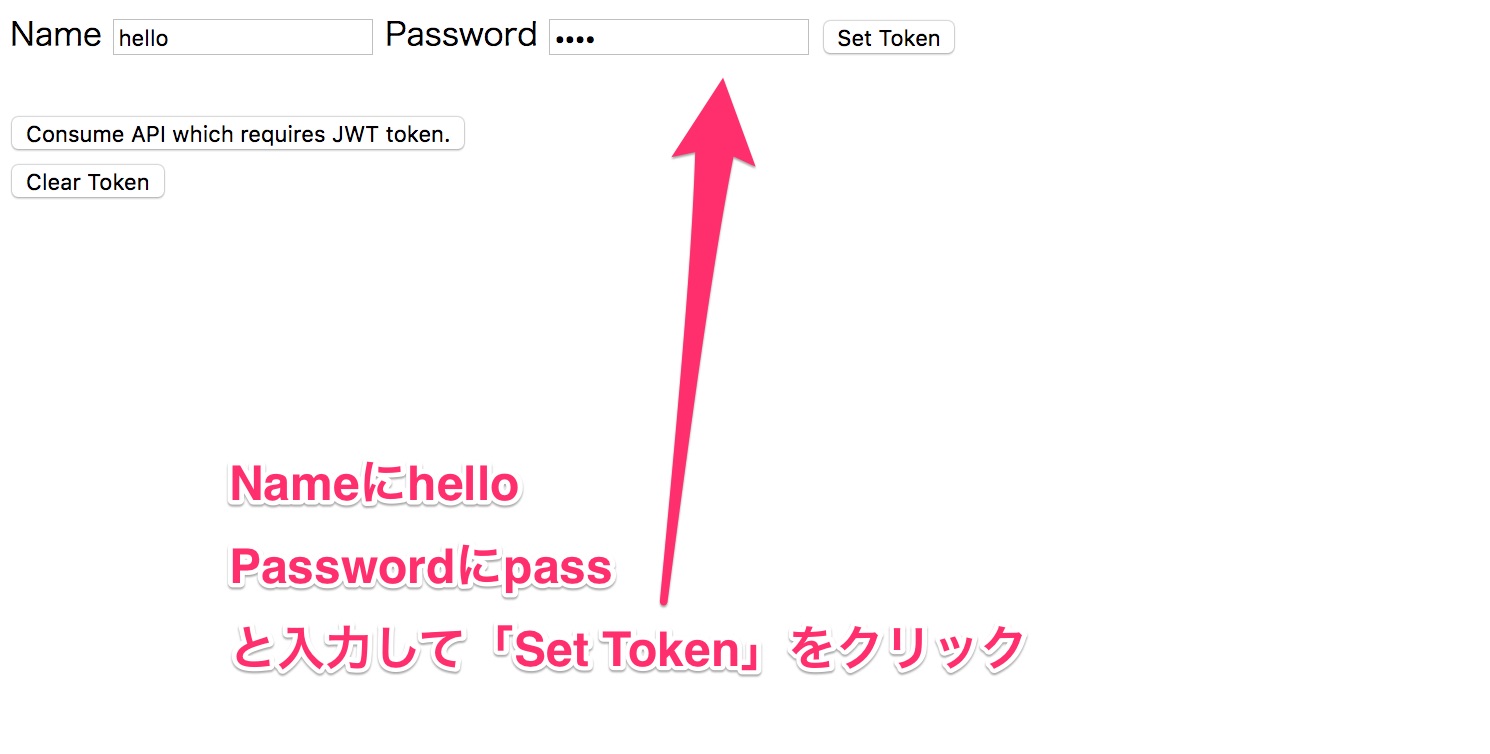 Name hello Password •••• Set Token
Consume API which requires JWT token.
Clear Token
Nameにhello
Passwordにpass
と入力して「Set Token」をクリック